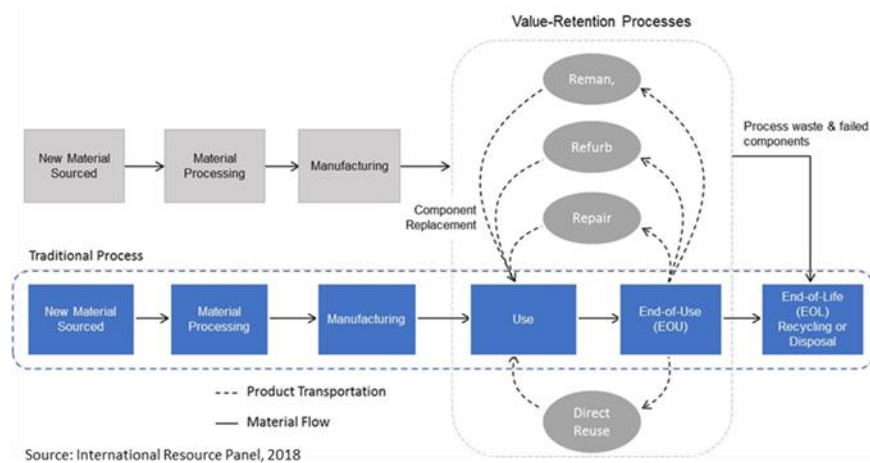 Value-Retention Processes
Reman,
Refurb
Repair
New Material
Sourced
Material
Processing
Manufacturing
Component
Replacement
Process waste & failed
components
Traditional Process
New Material
Sourced
Material
Processing
Manufacturing
Use
End-of-Use
(EOU)
End-of-Life
(EOL)
Recycling or
Disposal
Direct
Reuse
Product Transportation
Material Flow
Source: International Resource Panel, 2018